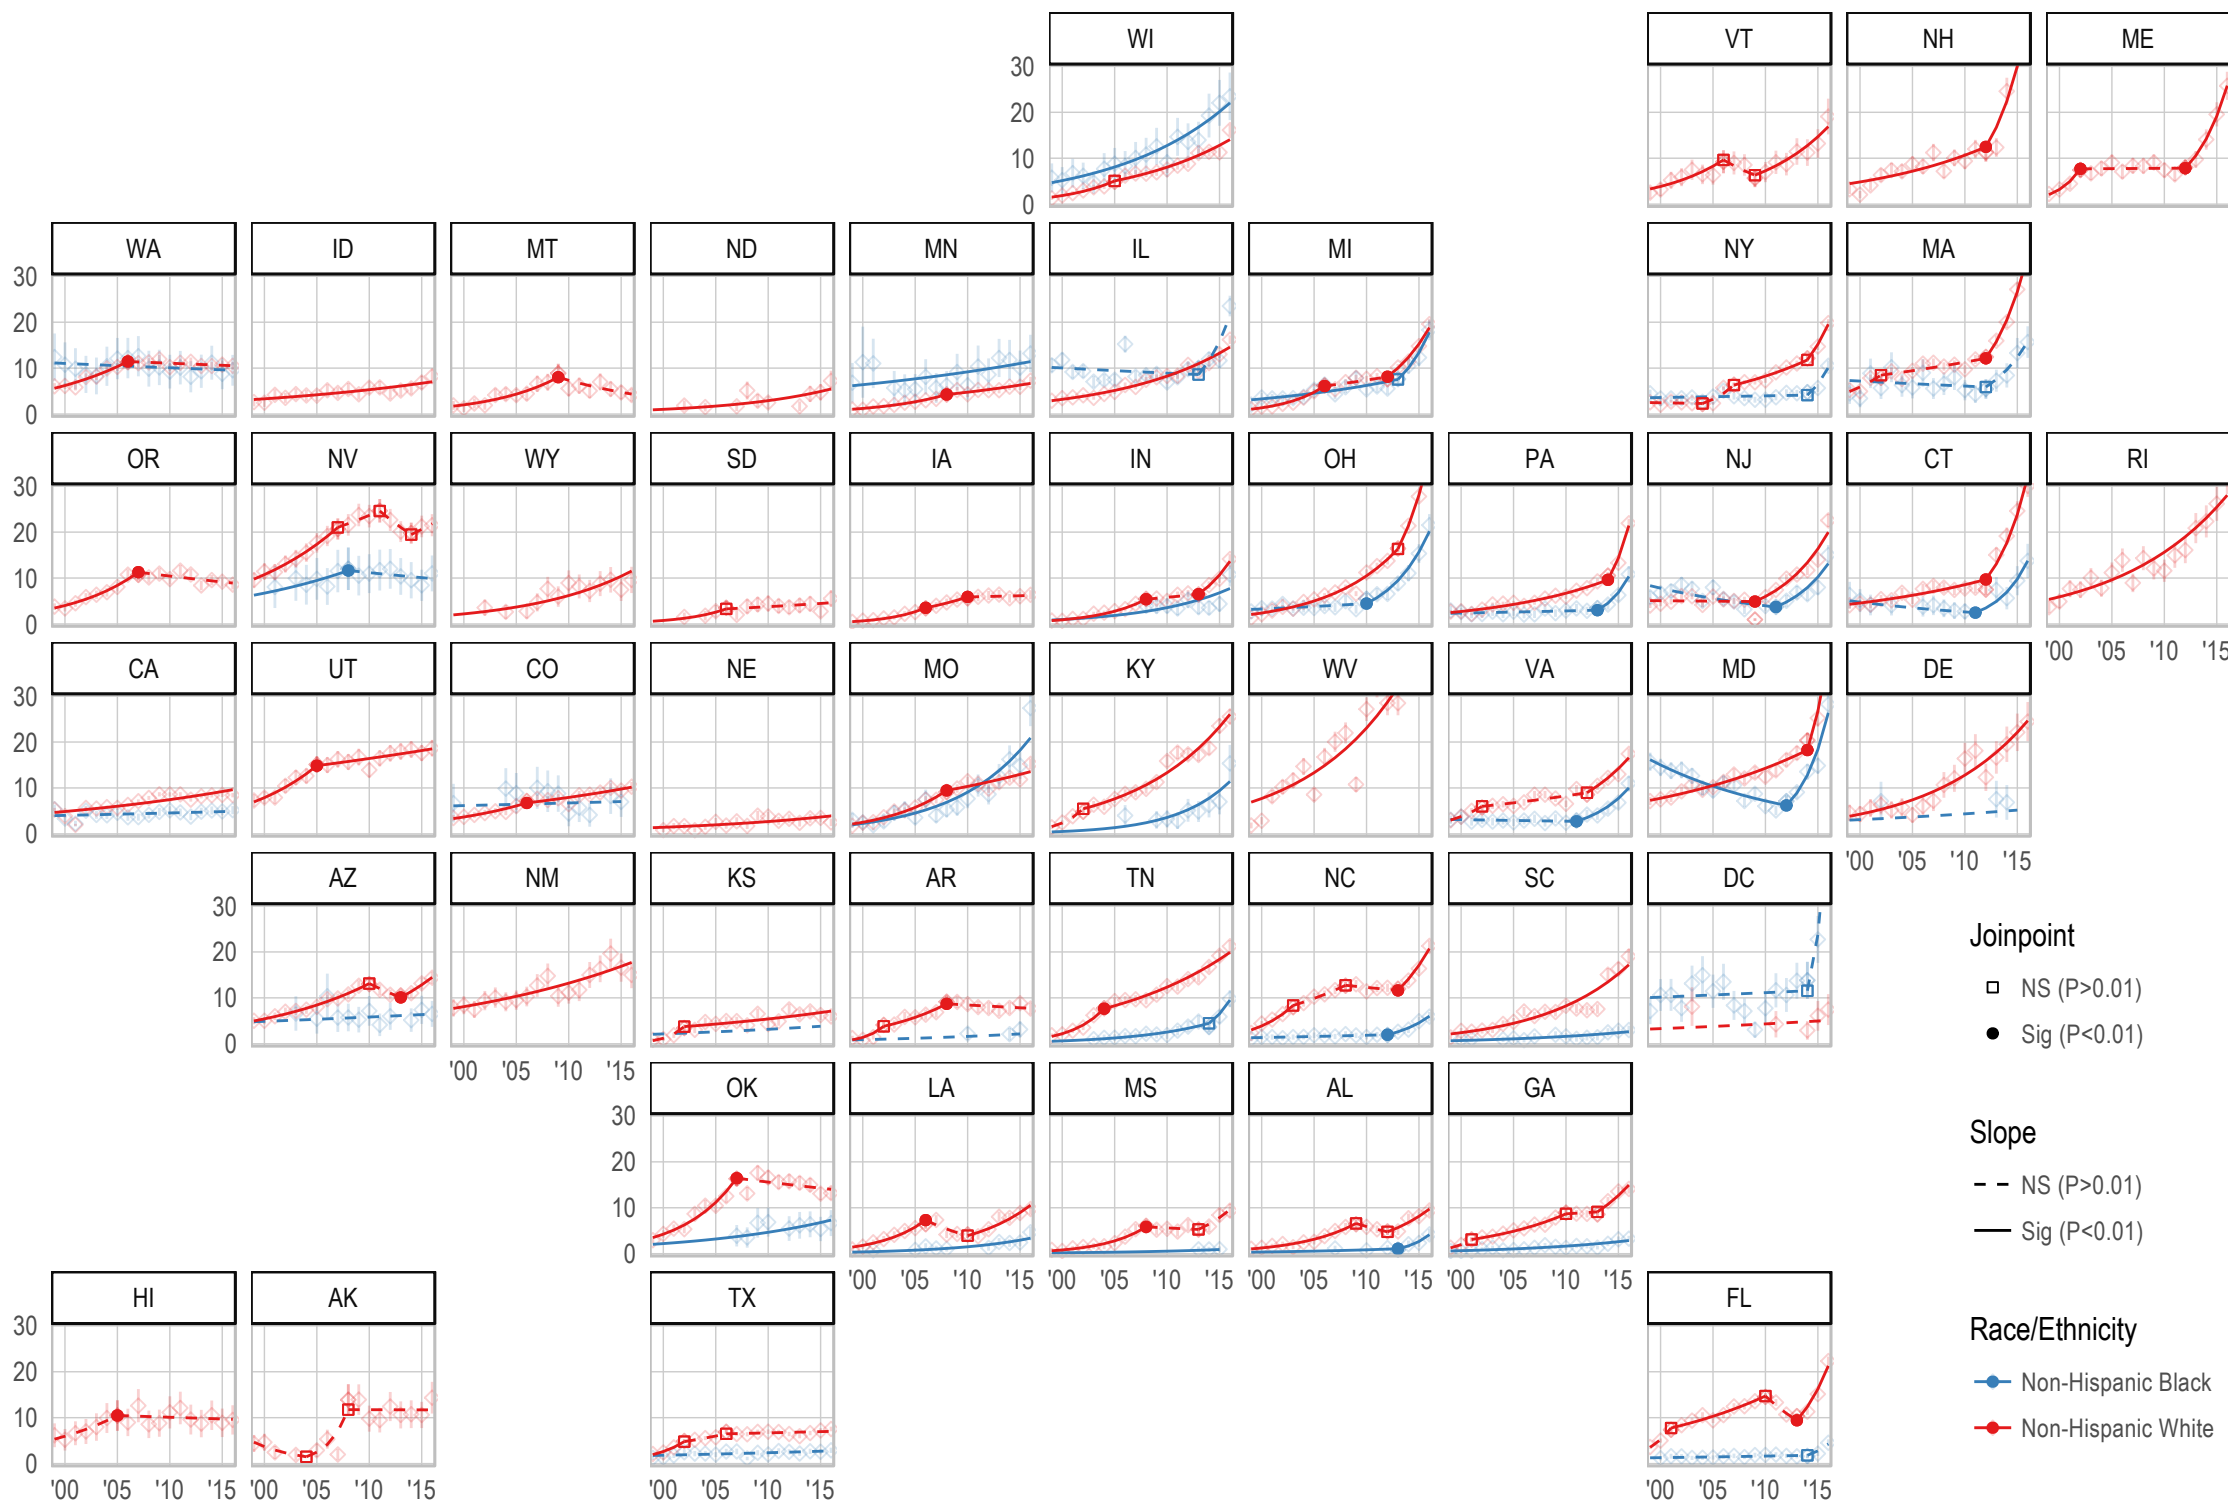 WI VT NH ME
30
20
10
0
WA ID MT ND MN IL MI NY MA
30
20
10
0
OR NV WY SD IA IN OH PA NJ CT RI
30
20
10
0
'00 '05 '10 '15
CA UT CO NE MO KY WV VA MD DE
30
20
10
0
'00 '05 '10 '15
AZ NM KS AR TN NC SC DC
30
20
10
0
'00 '05 '10 '15
OK LA MS AL GA
30
20
10
0
'00 '05 '10 '15 '00 '05 '10 '15 '00 '05 '10 '15 '00 '05 '10 '15
HI AK TX FL
30
20
10
0
'00 '05 '10 '15 '00 '05 '10 '15 '00 '05 '10 '15 '00 '05 '10 '15
Joinpoint
NS (P>0.01)
Sig (P<0.01)
Slope
NS (P>0.01)
Sig (P<0.01)
Race/Ethnicity
Non-Hispanic Black
Non-Hispanic White